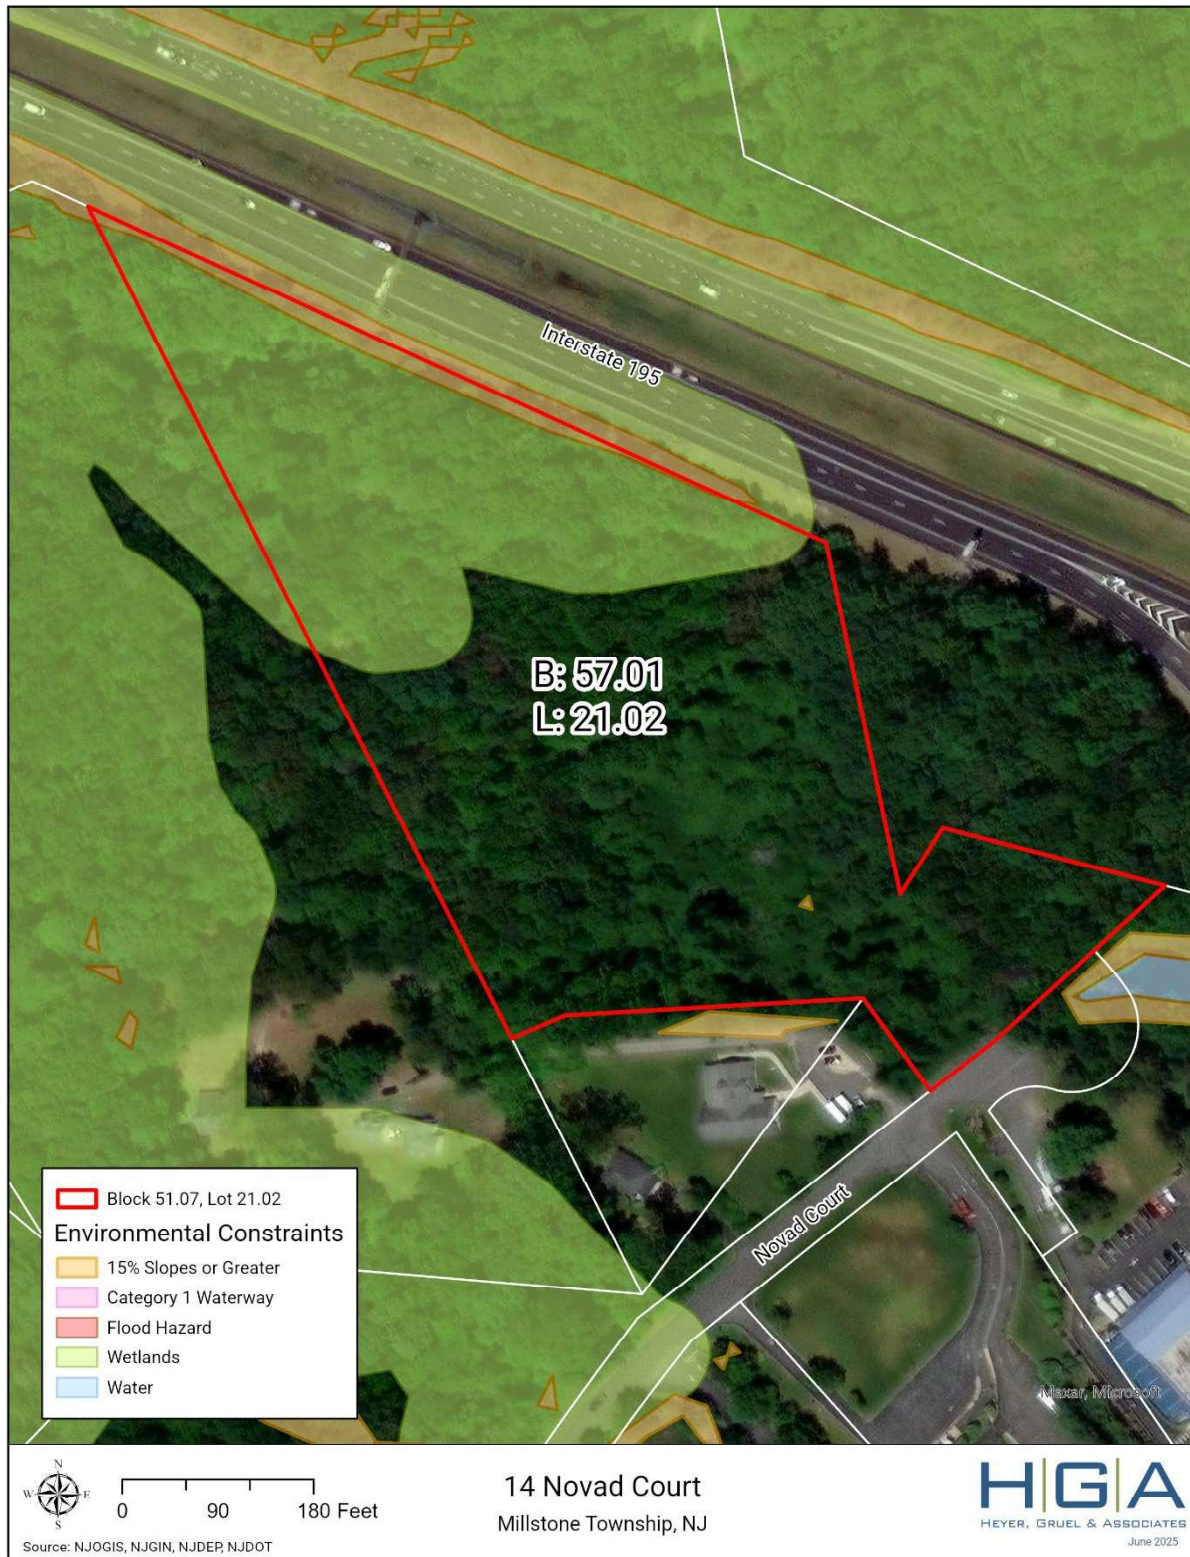 Interstate 195
B: 57.01
L: 21.02
Novad Court
Block 51.07, Lot 21.02
Environmental Constraints
15% Slopes or Greater
Category 1 Waterway
Flood Hazard
Wetlands
Water
Maxar, Microsoft
N
W E
S
0 90 180 Feet
Source: NJOGIS, NJGIN, NJDEP, NJDOT
14 Novad Court
Millstone Township, NJ
H|G|A
HEYER, GRUEL & ASSOCIATES
June 2025